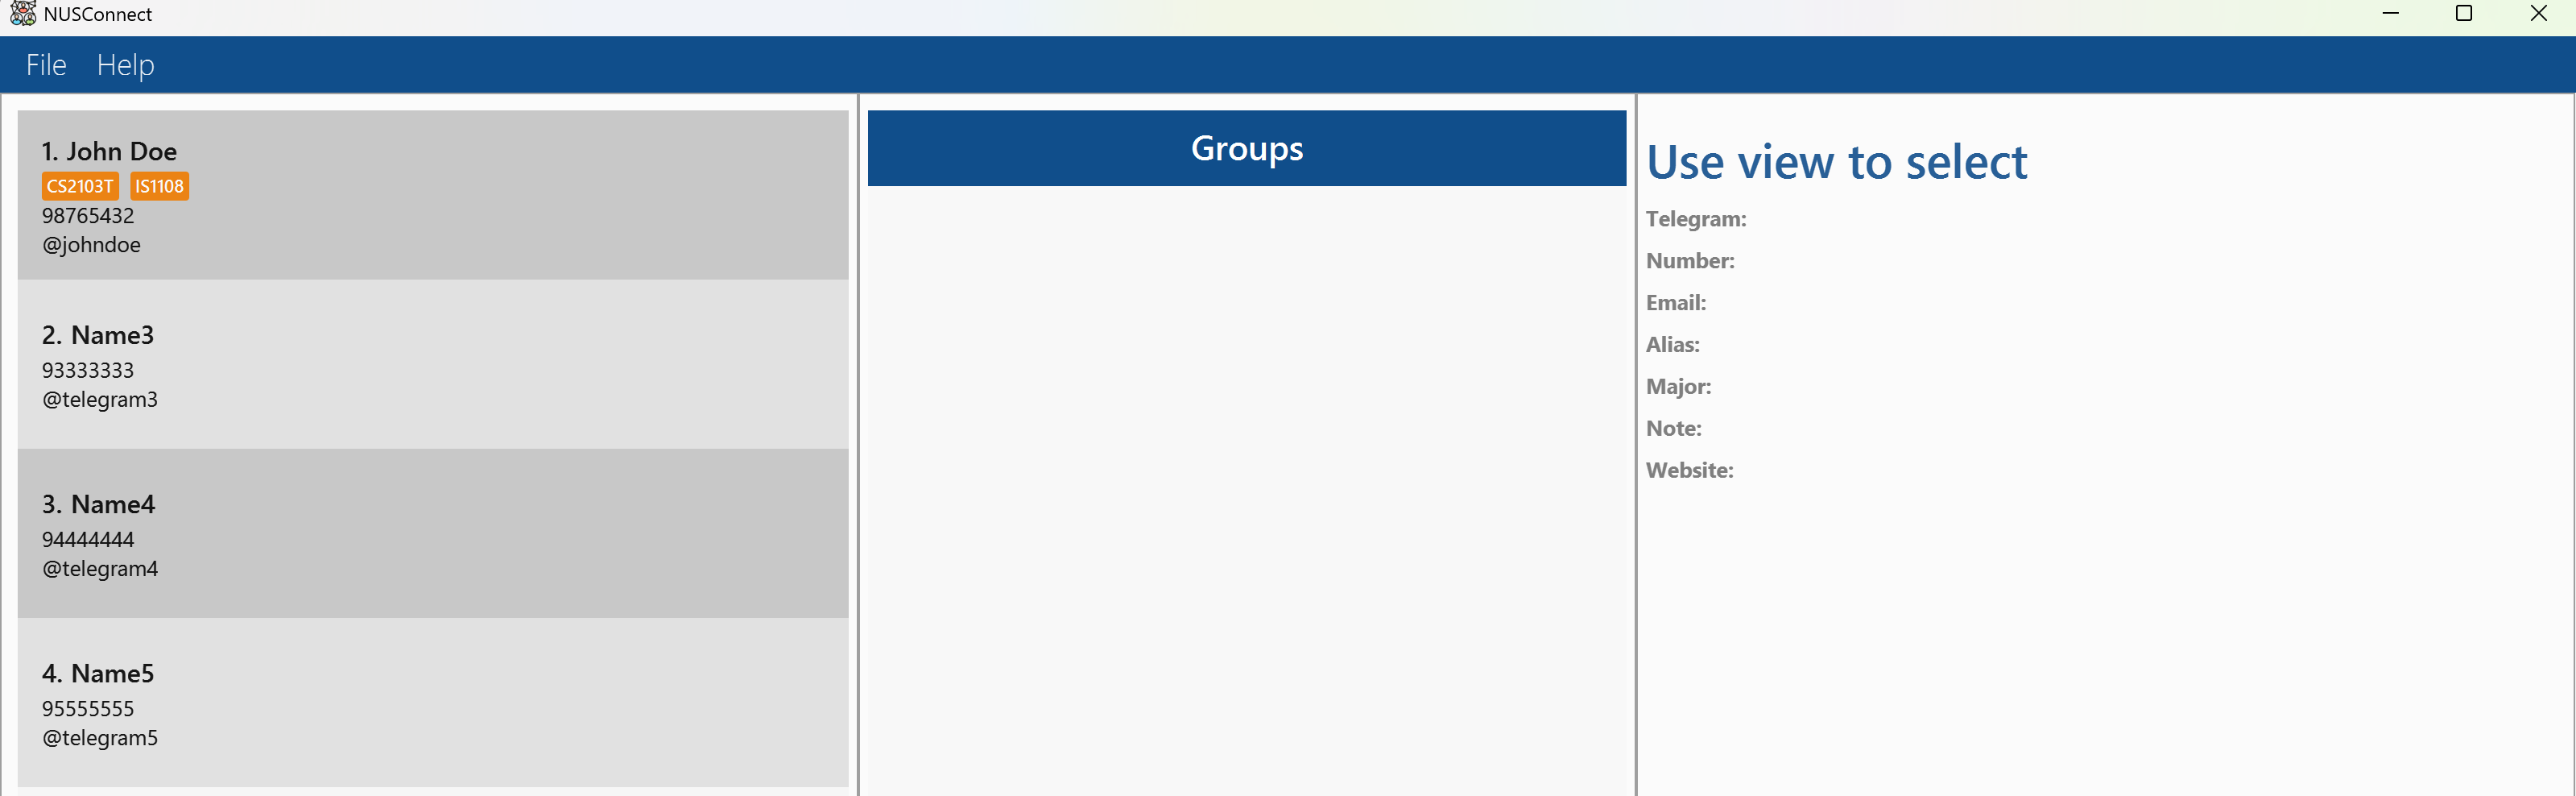 NUSConnect
File Help
1. John Doe
CS2103T IS1108
98765432
@johndoe
2. Name3
93333333
@telegram3
3. Name4
94444444
@telegram4
4. Name5
95555555
@telegram5
Groups
Use view to select
Telegram:
Number:
Email:
Alias:
Major:
Note:
Website: